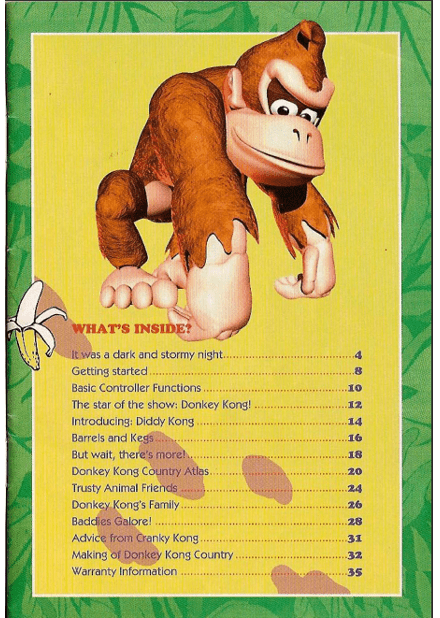 WHAT'S INSIDE?
It was a dark and stormy night..............................4
Getting started..............................8
Basic Controller Functions..............................10
The star of the show: Donkey Kong!..............................12
Introducing: Diddy Kong..............................14
Barrels and Kegs..............................16
But wait, there's more!..............................18
Donkey Kong Country Atlas..............................20
Trusty Animal Friends..............................24
Donkey Kong's Family..............................26
Baddies Galore!..............................28
Advice from Cranky Kong..............................31
Making of Donkey Kong Country..............................32
Warranty Information..............................35